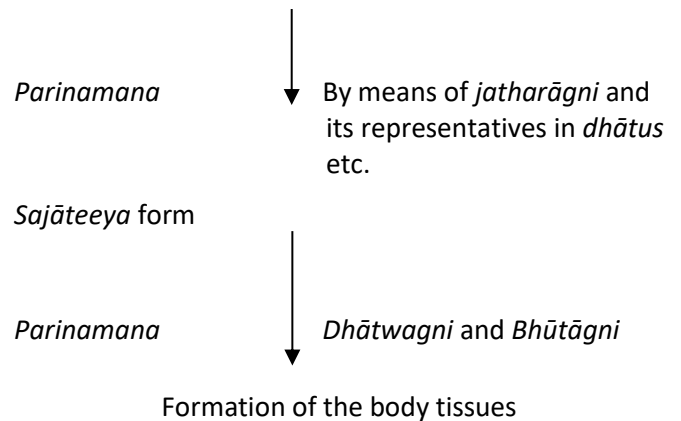 Parinamana By means of jatharāgni and
its representatives in dhātus
etc.
Sajāteeya form
Parinamana Dhātwagni and Bhūtāgni
Formation of the body tissues